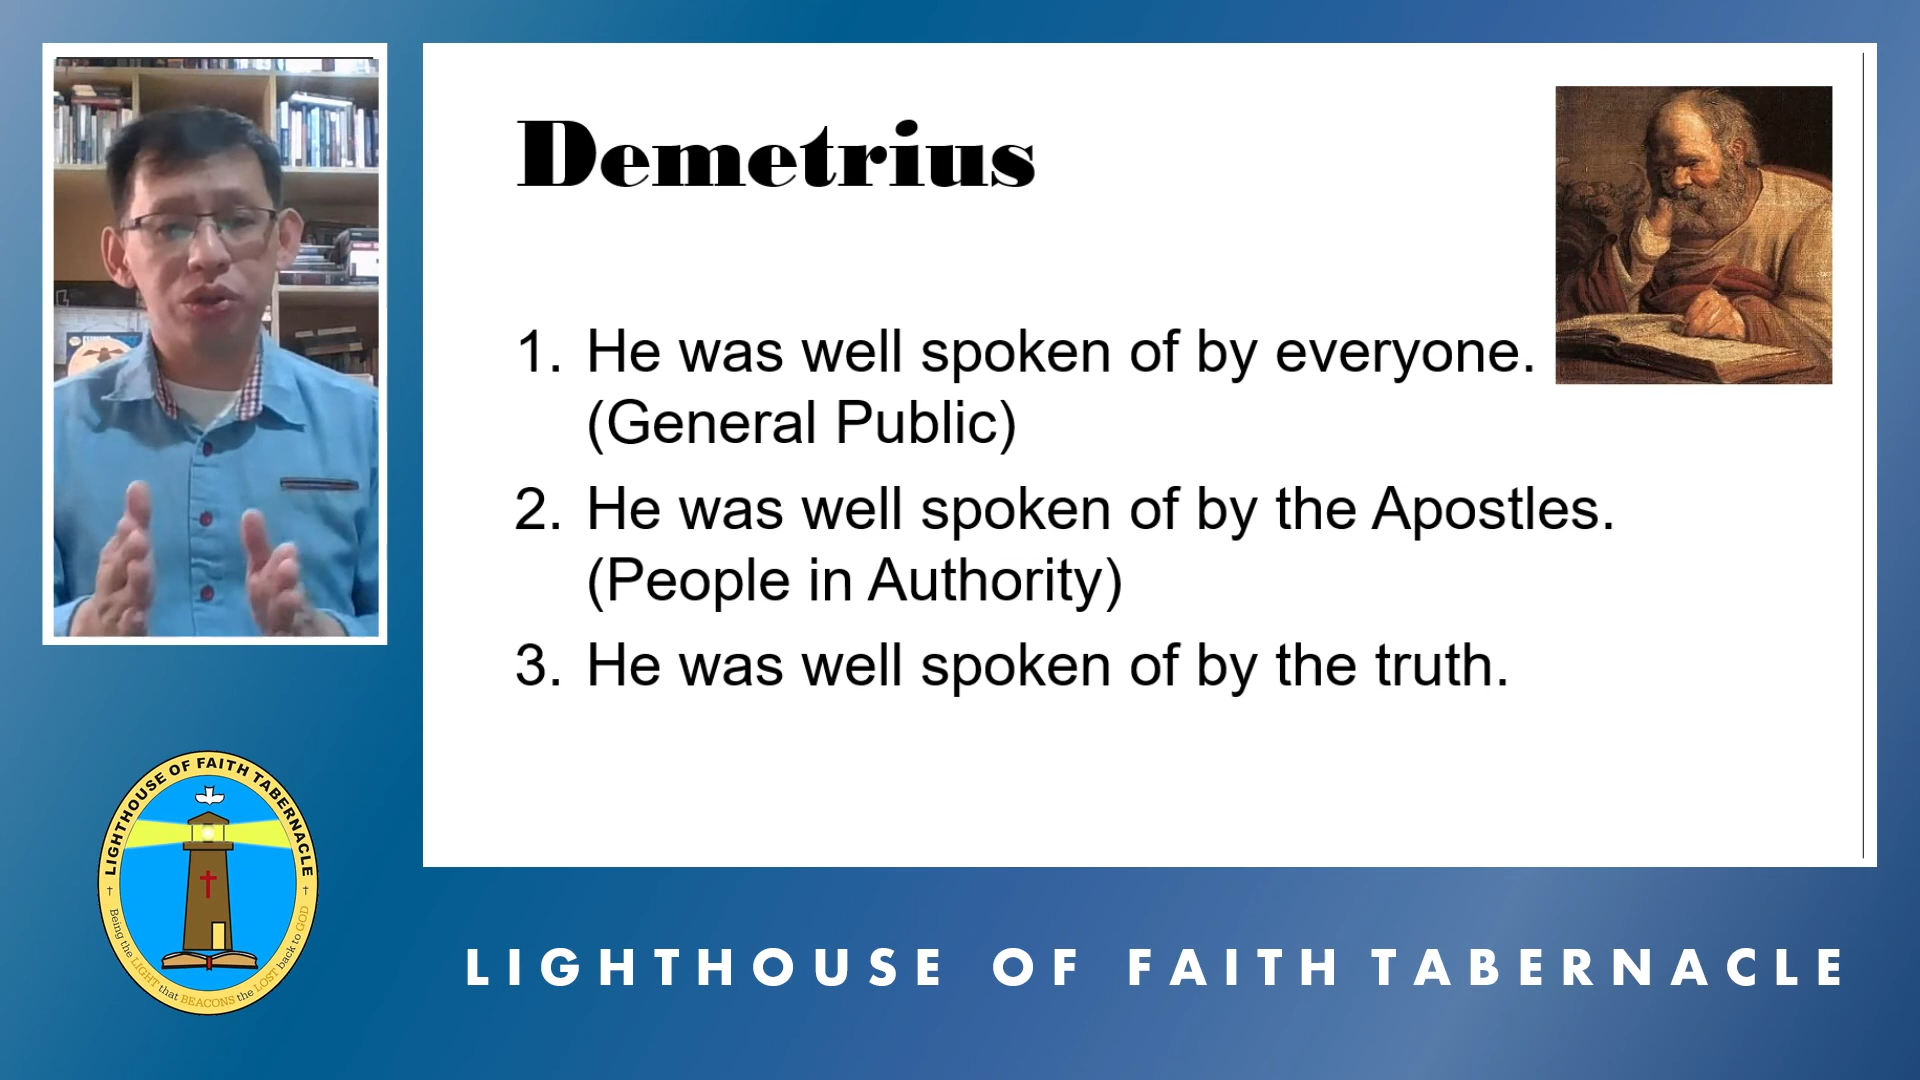 Demetrius
1. He was well spoken of by everyone.
(General Public)
2. He was well spoken of by the Apostles.
(People in Authority)
3. He was well spoken of by the truth.
LIGHTHOUSE OF FAITH TABERNACLE
Being the LIGHT that BEACONS the LOST back to GOD
LIGHTHOUSE OF FAITH TABERNACLE